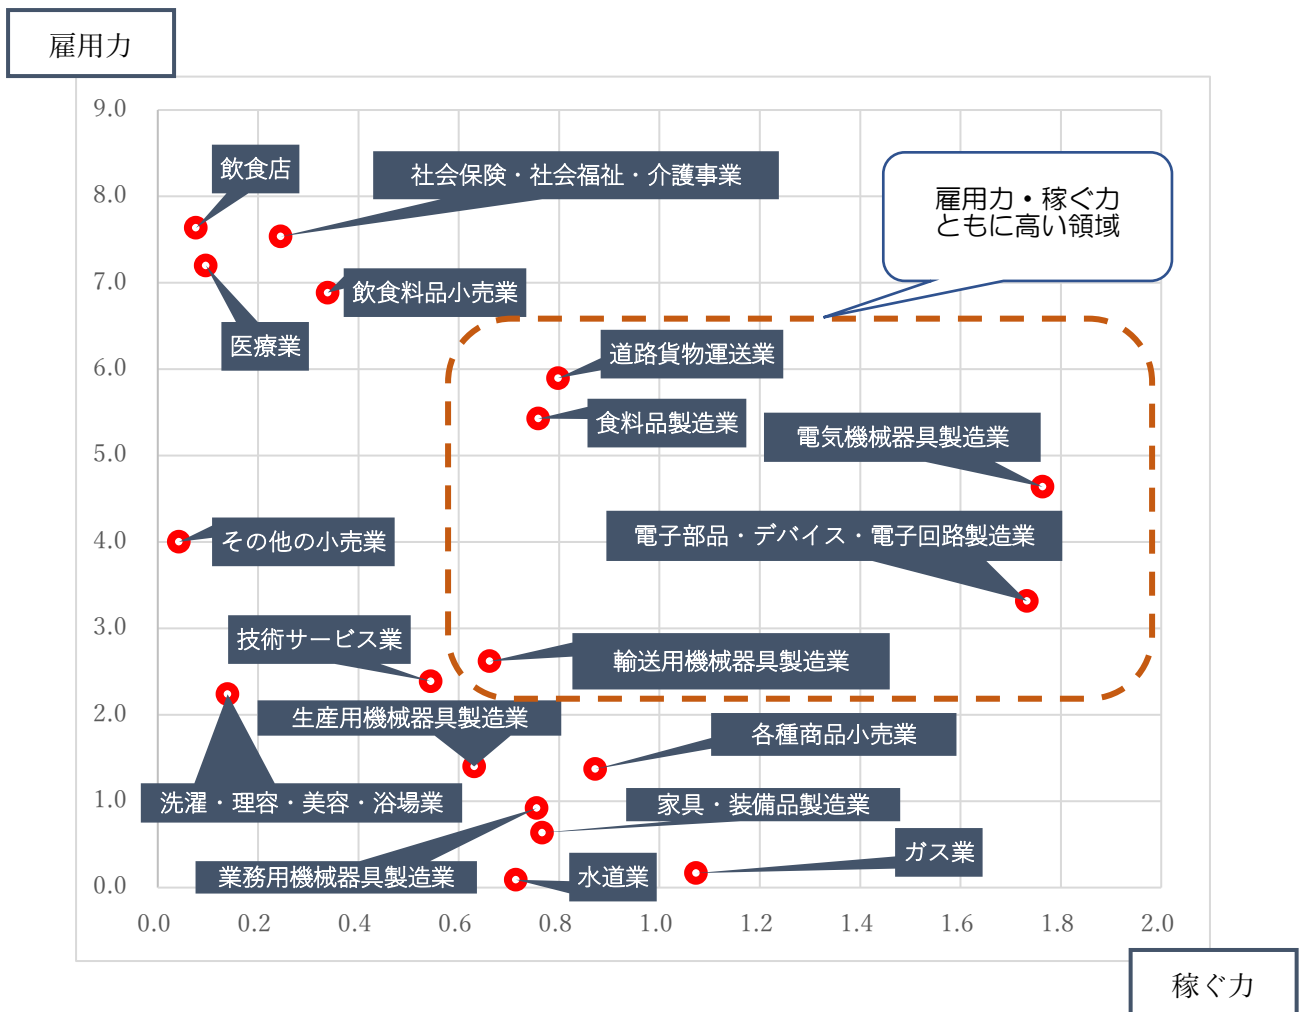 雇用力
9.0
8.0
7.0
6.0
5.0
4.0
3.0
2.0
1.0
0.0
飲食店
社会保険・社会福祉・介護事業
雇用力・稼ぐ力
ともに高い領域
飲食料品小売業
医療業
道路貨物運送業
食料品製造業
電気機械器具製造業
電子部品・デバイス・電子回路製造業
その他の小売業
技術サービス業
輸送用機械器具製造業
生産用機械器具製造業
各種商品小売業
洗濯・理容・美容・浴場業
家具・装備品製造業
ガス業
業務用機械器具製造業
水道業
0.0 0.2 0.4 0.6 0.8 1.0 1.2 1.4 1.6 1.8 2.0
稼ぐ力